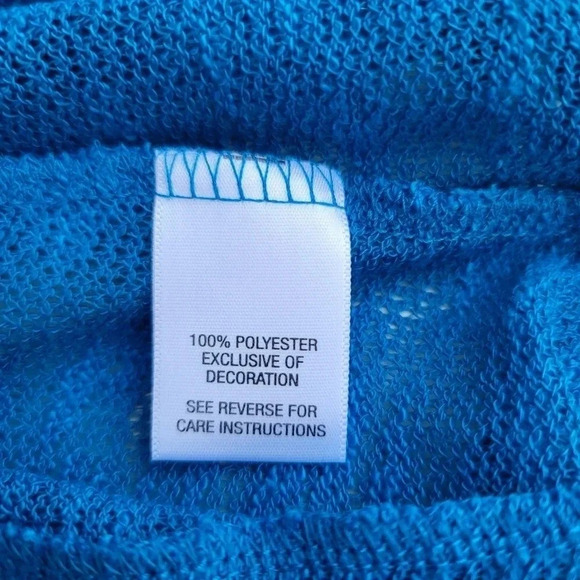 100% POLYESTER
EXCLUSIVE OF
DECORATION
SEE REVERSE FOR
CARE INSTRUCTIONS